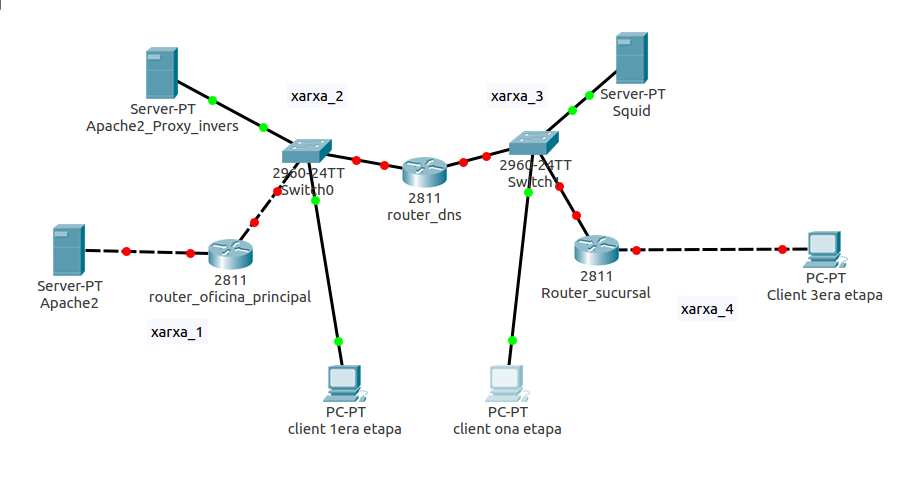 Server-PT
Apache2_Proxy_invers
xarxa_2
xarxa_3
Server-PT
Squid
2960-24TT
Switch0
2811
router_dns
2960-24TT
Switch1
Server-PT
Apache2
2811
router_oficina_principal
xarxa_1
2811
Router_sucursal
PC-PT
Client 3era etapa
xarxa_4
PC-PT
client 1era etapa
PC-PT
client ona etapa